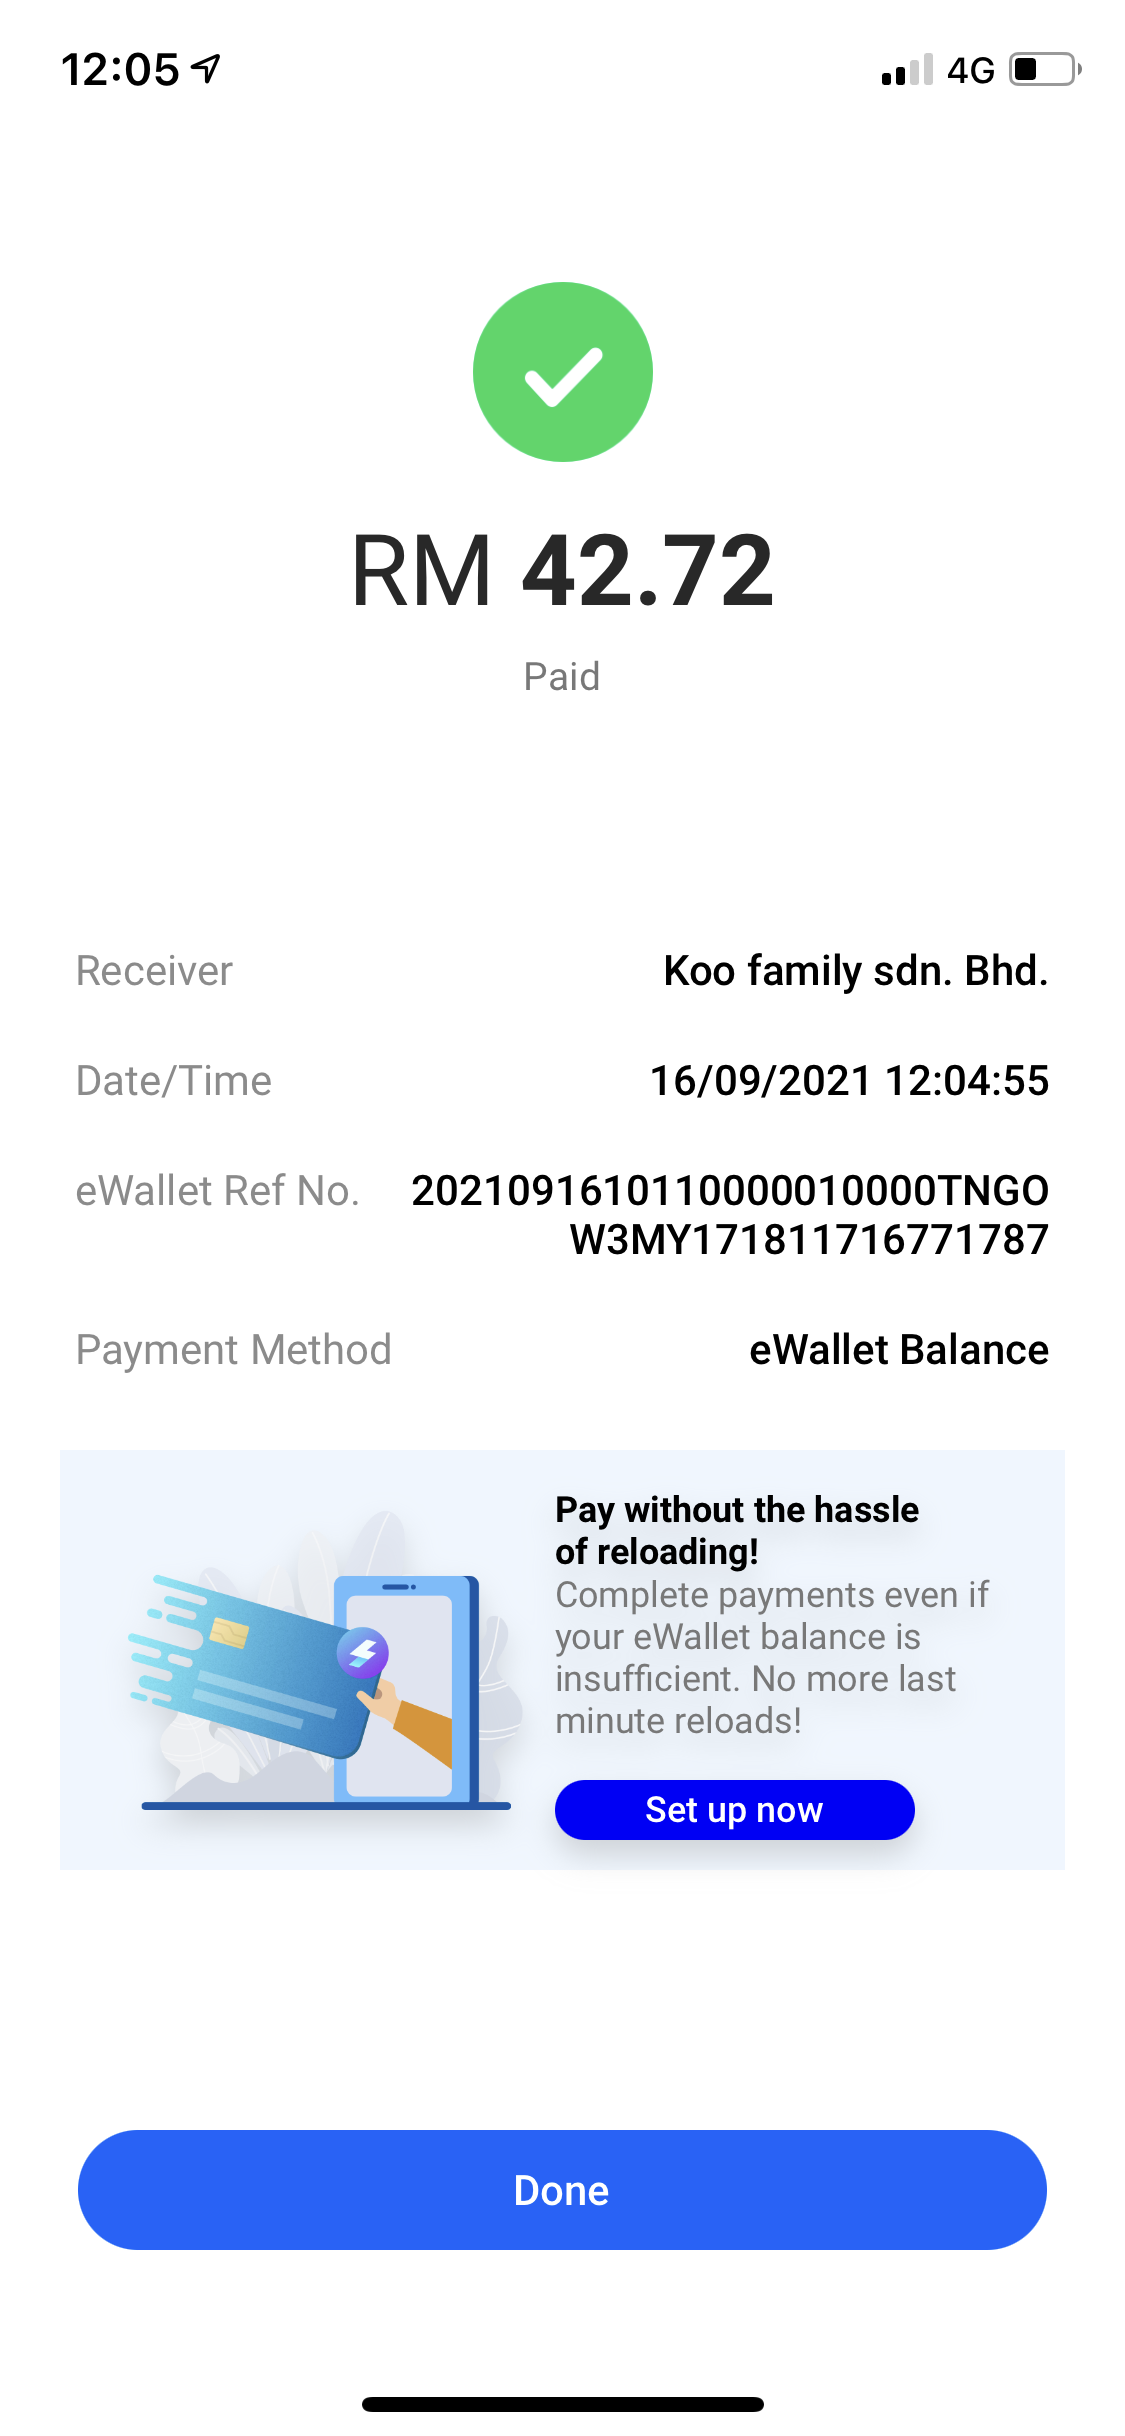 12:05
4G
RM 42.72
Paid
Receiver
Koo family sdn. Bhd.
Date/Time
16/09/2021 12:04:55
eWallet Ref No.
20210916101110000010000TNGO
W3MY171811716771787
Payment Method
eWallet Balance
Pay without the hassle
of reloading!
Complete payments even if
your eWallet balance is
insufficient. No more last
minute reloads!
Set up now
Done